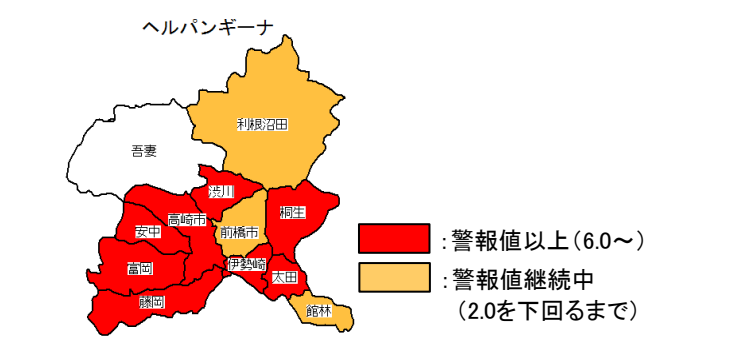 ヘルパンギーナ
利根沼田
吾妻
渋川
高崎市
桐生
安中
前橋市
伊勢崎
富岡
太田
藤岡
館林
：警報値以上（6.0～）
：警報値継続中
（2.0を下回るまで）